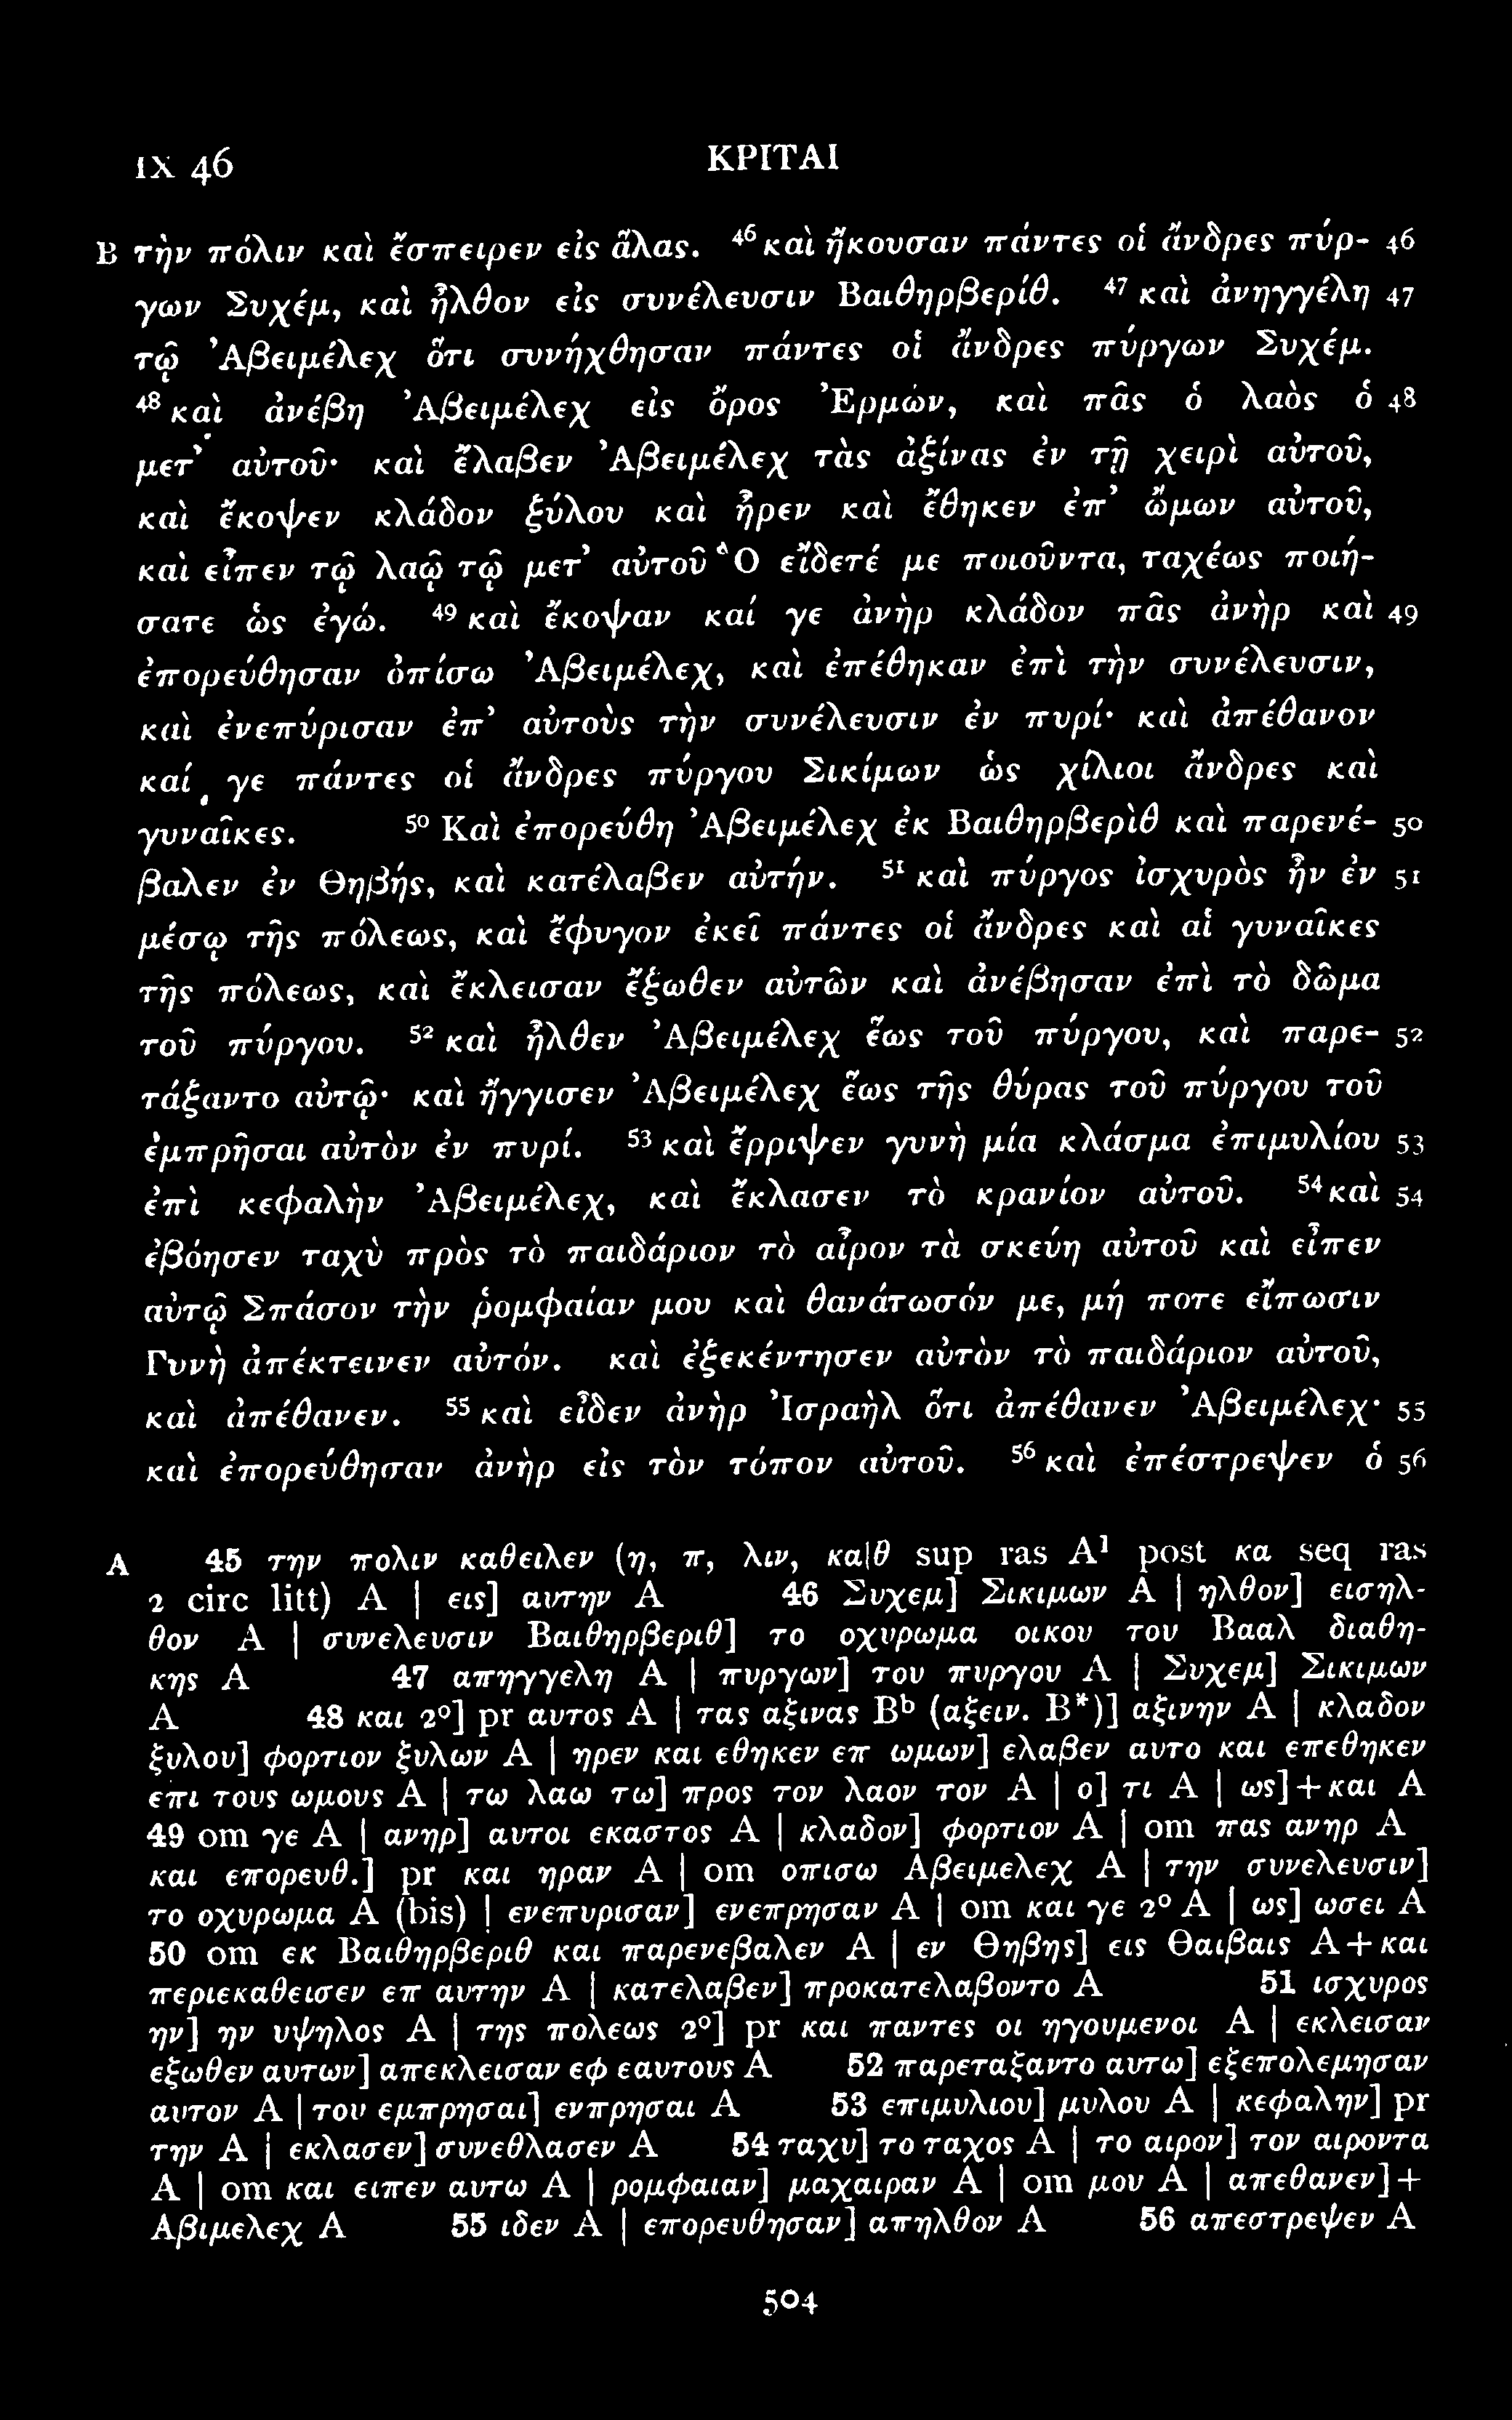 IX 46
ΚΡΙΤΑΙ
B τὴν πόλιν καὶ ἔσπειρεν εἰς ἅλας. ⁴⁶καὶ ἤκουσαν πάντες οἱ ἄνδρες πύρ- 46
γων Συχέμ, καὶ ἦλθον εἰς συνέλευσιν Βαιθηρβερίθ. ⁴⁷καὶ ἀνηγγέλη 47
τῷ Ἀβειμέλεχ ὅτι συνήχθησαν πάντες οἱ ἄνδρες πύργων Συχέμ.
⁴⁸καὶ ἀνέβη Ἀβειμέλεχ εἰς ὄρος Ἑρμών, καὶ πᾶς ὁ λαὸς ὁ 48
μετ᾽ αὐτοῦ· καὶ ἔλαβεν Ἀβειμέλεχ τὰς ἀξίνας ἐν τῇ χειρὶ αὐτοῦ,
καὶ ἔκοψεν κλάδον ξύλου καὶ ἦρεν καὶ ἔθηκεν ἐπ᾽ ὤμων αὐτοῦ,
καὶ εἶπεν τῷ λαῷ τῷ μετ᾽ αὐτοῦ Ὃ εἴδετέ με ποιοῦντα, ταχέως ποιή-
σατε ὡς ἐγώ. ⁴⁹καὶ ἔκοψαν καί γε ἀνὴρ κλάδον πᾶς ἀνὴρ καὶ 49
ἐπορεύθησαν ὀπίσω Ἀβειμέλεχ, καὶ ἐπέθηκαν ἐπὶ τὴν συνέλευσιν,
καὶ ἐνεπύρισαν ἐπ᾽ αὐτοὺς τὴν συνέλευσιν ἐν πυρί· καὶ ἀπέθανον
καί γε πάντες οἱ ἄνδρες πύργου Σικίμων ὡς χίλιοι ἄνδρες καὶ
γυναῖκες. ⁵⁰Καὶ ἐπορεύθη Ἀβειμέλεχ ἐκ Βαιθηρβερὶθ καὶ παρενέ- 50
βαλεν ἐν Θηβής, καὶ κατέλαβεν αὐτήν. ⁵¹καὶ πύργος ἰσχυρὸς ἦν ἐν 51
μέσῳ τῆς πόλεως, καὶ ἔφυγον ἐκεῖ πάντες οἱ ἄνδρες καὶ αἱ γυναῖκες
τῆς πόλεως, καὶ ἔκλεισαν ἔξωθεν αὐτῶν καὶ ἀνέβησαν ἐπὶ τὸ δῶμα
τοῦ πύργου. ⁵²καὶ ἦλθεν Ἀβειμέλεχ ἕως τοῦ πύργου, καὶ παρε- 52
τάξαντο αὐτῷ· καὶ ἤγγισεν Ἀβειμέλεχ ἕως τῆς θύρας τοῦ πύργου τοῦ
ἐμπρῆσαι αὐτὸν ἐν πυρί. ⁵³καὶ ἔρριψεν γυνὴ μία κλάσμα ἐπιμυλίου 53
ἐπὶ κεφαλὴν Ἀβειμέλεχ, καὶ ἔκλασεν τὸ κρανίον αὐτοῦ. ⁵⁴καὶ 54
ἐβόησεν ταχὺ πρὸς τὸ παιδάριον τὸ αἶρον τὰ σκεύη αὐτοῦ καὶ εἶπεν
αὐτῷ Σπάσον τὴν ῥομφαίαν μου καὶ θανάτωσόν με, μή ποτε εἴπωσιν
Γυνὴ ἀπέκτεινεν αὐτόν. καὶ ἐξεκέντησεν αὐτὸν τὸ παιδάριον αὐτοῦ,
καὶ ἀπέθανεν. ⁵⁵καὶ εἶδεν ἀνὴρ Ἰσραὴλ ὅτι ἀπέθανεν Ἀβειμέλεχ· 55
καὶ ἐπορεύθησαν ἀνὴρ εἰς τὸν τόπον αὐτοῦ. ⁵⁶καὶ ἐπέστρεψεν ὁ 56
A 45 την πολιν καθειλεν (η, π, λιν, κα|θ sup ras A¹ post κα seq ras
2 circ litt) A | εις] αυτην A 46 Συχεμ] Σικιμων A | ηλθον] εισηλ-
θον A | συνελευσιν Βαιθηρβεριθ] το οχυρωμα οικου του Βααλ διαθη-
κης A 47 απηγγελη A | πυργων] του πυργου A | Συχεμ] Σικιμων
A 48 και 2°] pr αυτος A | τας αξινας Bᵇ (αξειν. B*)] αξινην A | κλαδον
ξυλου] φορτιον ξυλων A | ηρεν και εθηκεν επ ωμων] ελαβεν αυτο και επεθηκεν
επι τους ωμους A | τω λαω τω] προς τον λαον τον A | ο] τι A | ως]+και A
49 om γε A | ανηρ] αυτοι εκαστος A | κλαδον] φορτιον A | om πας ανηρ A
και επορευθ.] pr και ηραν A | om οπισω Αβειμελεχ A | την συνελευσιν]
το οχυρωμα A (bis) | ενεπυρισαν] ενεπρησαν A | om και γε 2° A | ως] ωσει A
50 om εκ Βαιθηρβεριθ και παρενεβαλεν A | εν Θηβης] εις Θαιβαις A+και
περιεκαθεισεν επ αυτην A | κατελαβεν] προκατελαβοντο A 51 ισχυρος
ην] ην υψηλος A | της πολεως 2°] pr και παντες οι ηγουμενοι A | εκλεισαν
εξωθεν αυτων] απεκλεισαν εφ εαυτους A 52 παρεταξαντο αυτω] εξεπολεμησαν
αυτον A | του εμπρησαι] ενπρησαι A 53 επιμυλιου] μυλου A | κεφαλην] pr
την A | εκλασεν] συνεθλασεν A 54 ταχυ] το ταχος A | το αιρον] τον αιροντα
A | om και ειπεν αυτω A | ρομφαιαν] μαχαιραν A | om μου A | απεθανεν]+
Αβιμελεχ A 55 ιδεν A | επορευθησαν] απηλθον A 56 απεστρεψεν A
504